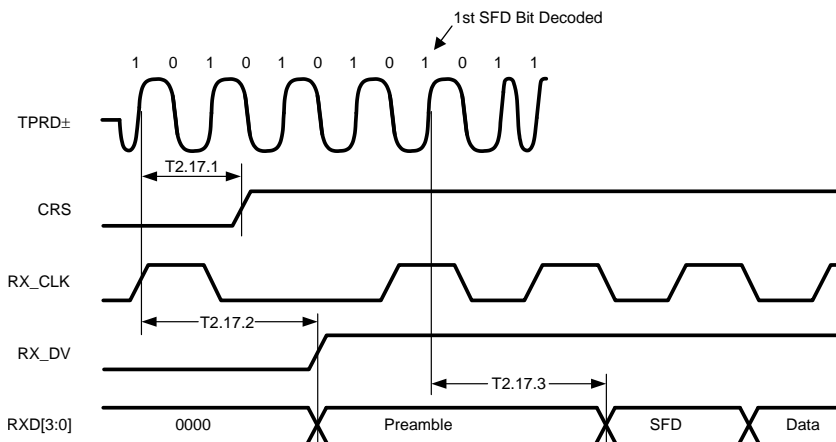 1st SFD Bit Decoded
1 0 1 0 1 0 1 0 1 0 1 1
TPRD±
T2.17.1
CRS
RX_CLK
T2.17.2
RX_DV
T2.17.3
RXD[3:0] 0000 Preamble SFD Data